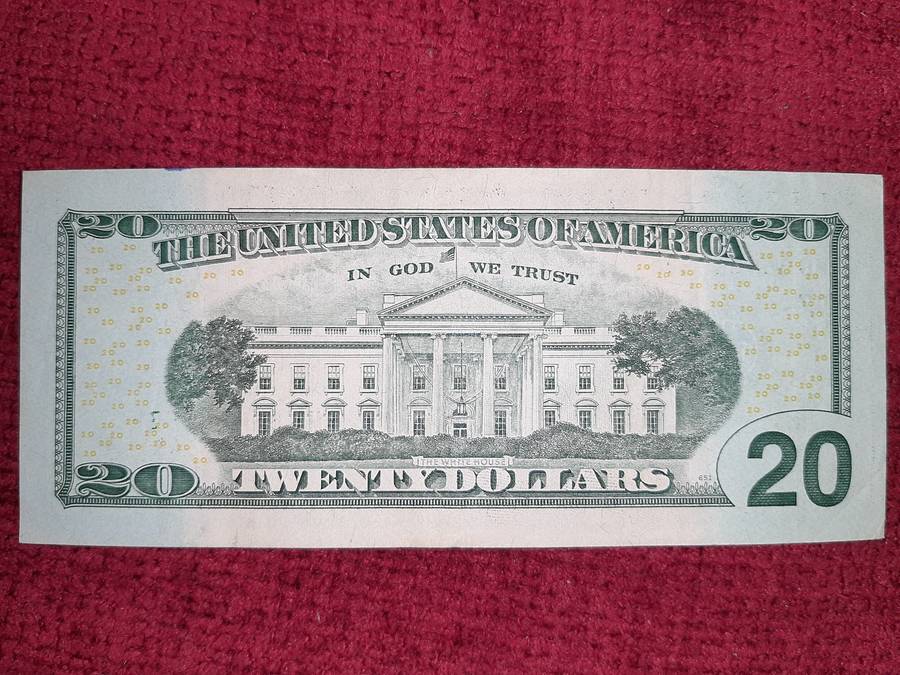 20 20
THE UNITED STATES OF AMERICA
IN GOD WE TRUST
THE WHITE HOUSE
20 TWENTY DOLLARS 20